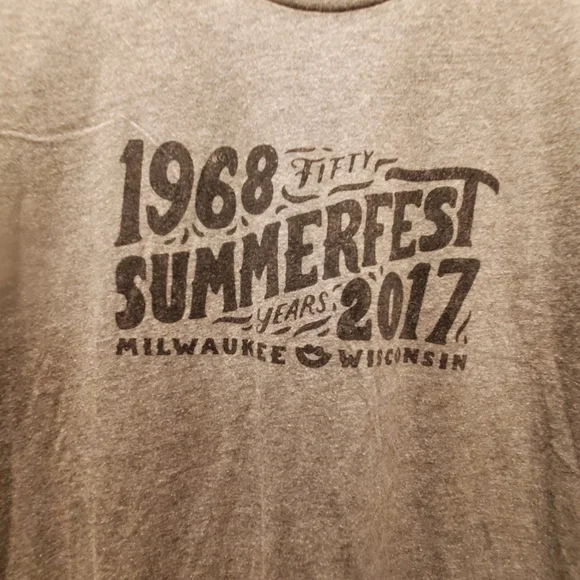 1968 FIFTY
SUMMERFEST
YEARS 2017
MILWAUKEE WISCONSIN